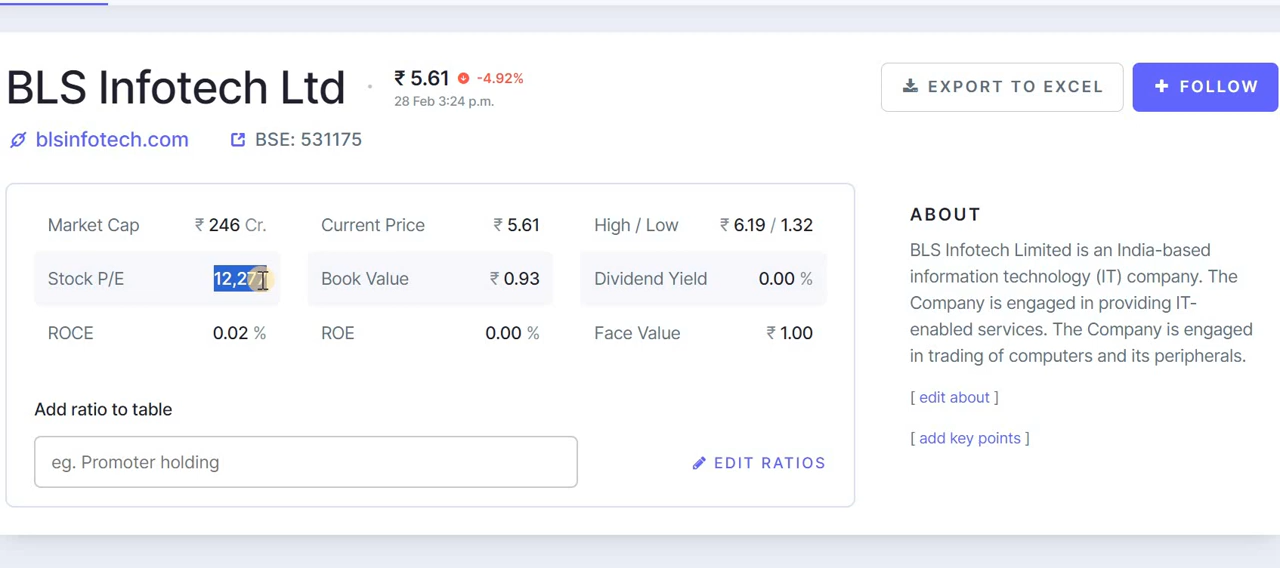 BLS Infotech Ltd · ₹ 5.61 -4.92%
28 Feb 3:24 p.m.
EXPORT TO EXCEL
FOLLOW
blsinfotech.com BSE: 531175
Market Cap ₹ 246 Cr.
Current Price ₹ 5.61
High / Low ₹ 6.19 / 1.32
Stock P/E
Book Value ₹ 0.93
Dividend Yield 0.00 %
ROCE 0.02 %
ROE 0.00 %
Face Value ₹ 1.00
Add ratio to table
eg. Promoter holding
EDIT RATIOS
ABOUT
BLS Infotech Limited is an India-based
information technology (IT) company. The
Company is engaged in providing IT-
enabled services. The Company is engaged
in trading of computers and its peripherals.
[ edit about ]
[ add key points ]